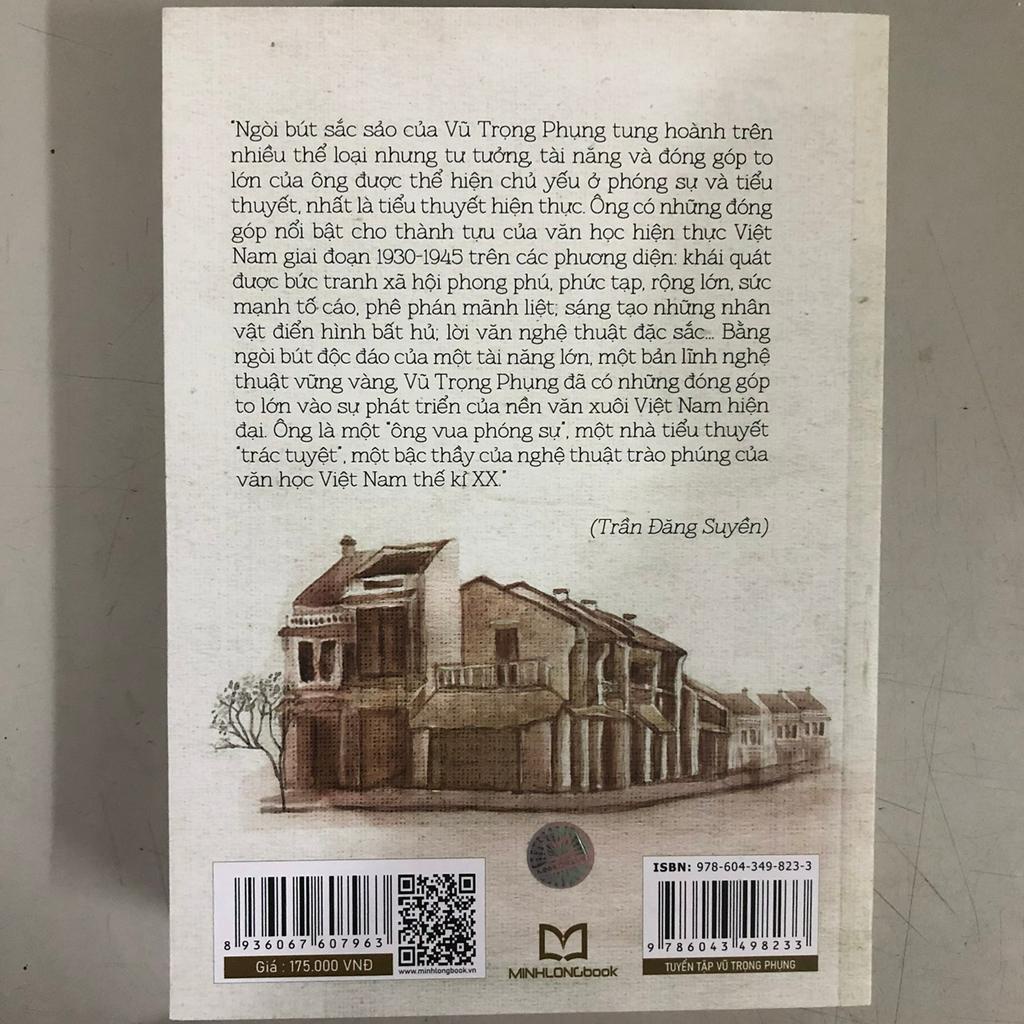 "Ngòi bút sắc sảo của Vũ Trọng Phụng tung hoành trên
nhiều thể loại nhưng tư tưởng, tài năng và đóng góp to
lớn của ông được thể hiện chủ yếu ở phóng sự và tiểu
thuyết, nhất là tiểu thuyết hiện thực. Ông có những đóng
góp nổi bật cho thành tựu của văn học hiện thực Việt
Nam giai đoạn 1930-1945 trên các phương diện: khái quát
được bức tranh xã hội phong phú, phức tạp, rộng lớn, sức
mạnh tố cáo, phê phán mãnh liệt; sáng tạo những nhân
vật điển hình bất hủ; lời văn nghệ thuật đặc sắc... Bằng
ngòi bút độc đáo của một tài năng lớn, một bản lĩnh nghệ
thuật vững vàng, Vũ Trọng Phụng đã có những đóng góp
to lớn vào sự phát triển của nền văn xuôi Việt Nam hiện
đại. Ông là một "ông vua phóng sự", một nhà tiểu thuyết
"trác tuyệt", một bậc thầy của nghệ thuật trào phúng của
văn học Việt Nam thế kỉ XX."
(Trần Đăng Suyền)
8 936067 607963
Giá : 175.000 VNĐ
www.minhlongbook.vn
MINHLONGbook
ISBN: 978-604-349-823-3
9 786043 498233
TUYỂN TẬP VŨ TRỌNG PHỤNG